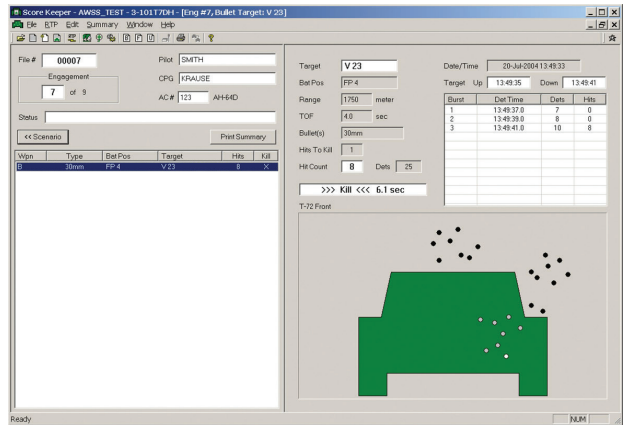 Score Keeper - AWSS_TEST - 3-101T7DH - [Eng #7, Bullet Target: V 23]
File RTP Edit Summary Window Help
File # 00007
Pilot SMITH
Engagement
7 of 9
CPG KRAUSE
AC # 123 AH-64D
Status
<< Scenario
Print Summary
Wpn Type Bat Pos Target Hits Kill
B 30mm FP 4 V 23 8 X
Target V 23
Bat Pos FP 4
Range 1750 meter
TOF 4.0 sec
Bullet(s) 30mm
Hits To Kill 1
Hit Count 8 Dets 25
>>> Kill <<< 6.1 sec
Date/Time 20-Jul-2004 13:49:33
Target Up 13:49:35 Down 13:49:41
Burst Det Time Dets Hits
1 13:49:37.0 7 0
2 13:49:39.0 8 0
3 13:49:41.0 10 8
T-72 Front
Ready
NUM